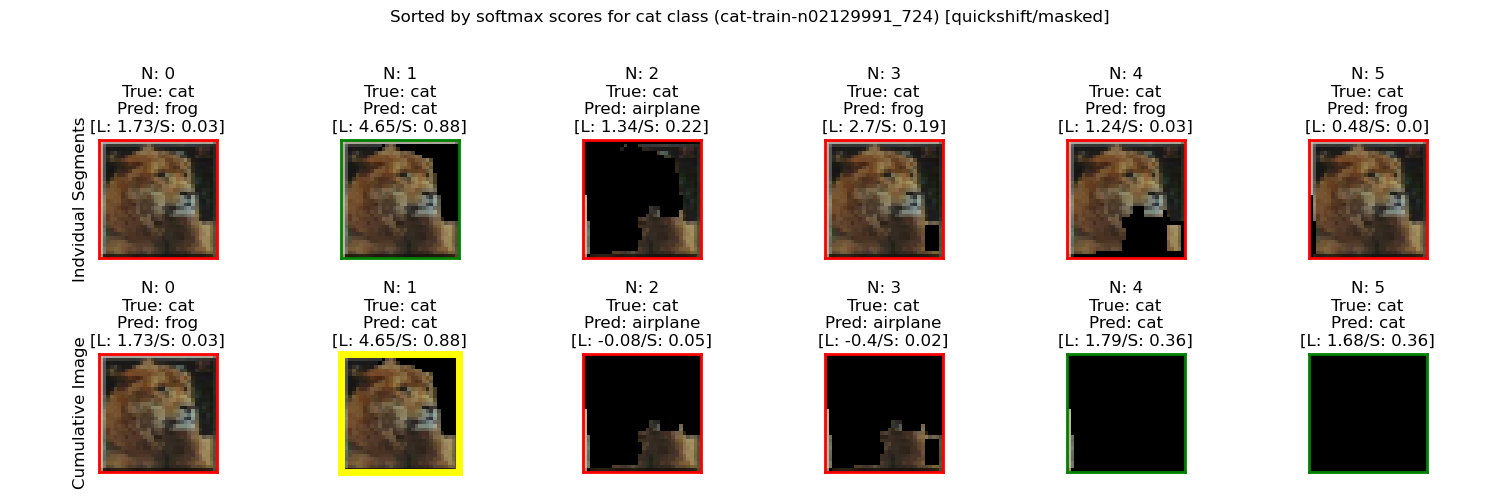 Sorted by softmax scores for cat class (cat-train-n02129991_724) [quickshift/masked]
Indvidual Segments
N: 0
True: cat
Pred: frog
[L: 1.73/S: 0.03]
N: 1
True: cat
Pred: cat
[L: 4.65/S: 0.88]
N: 2
True: cat
Pred: airplane
[L: 1.34/S: 0.22]
N: 3
True: cat
Pred: frog
[L: 2.7/S: 0.19]
N: 4
True: cat
Pred: frog
[L: 1.24/S: 0.03]
N: 5
True: cat
Pred: frog
[L: 0.48/S: 0.0]
Cumulative Image
N: 0
True: cat
Pred: frog
[L: 1.73/S: 0.03]
N: 1
True: cat
Pred: cat
[L: 4.65/S: 0.88]
N: 2
True: cat
Pred: airplane
[L: -0.08/S: 0.05]
N: 3
True: cat
Pred: airplane
[L: -0.4/S: 0.02]
N: 4
True: cat
Pred: cat
[L: 1.79/S: 0.36]
N: 5
True: cat
Pred: cat
[L: 1.68/S: 0.36]